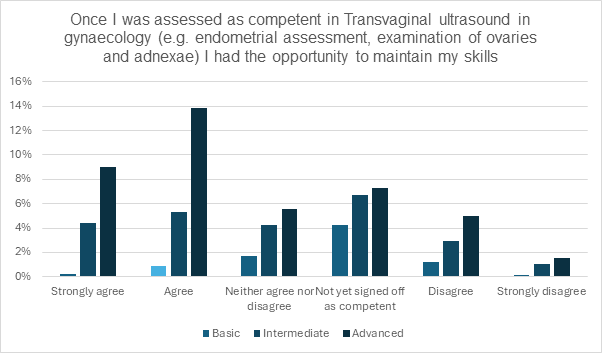 Once I was assessed as competent in Transvaginal ultrasound in
gynaecology (e.g. endometrial assessment, examination of ovaries
and adnexae) I had the opportunity to maintain my skills
16%
14%
12%
10%
8%
6%
4%
2%
0%
Strongly agree
Agree
Neither agree nor
disagree
Not yet signed off
as competent
Disagree
Strongly disagree
Basic
Intermediate
Advanced